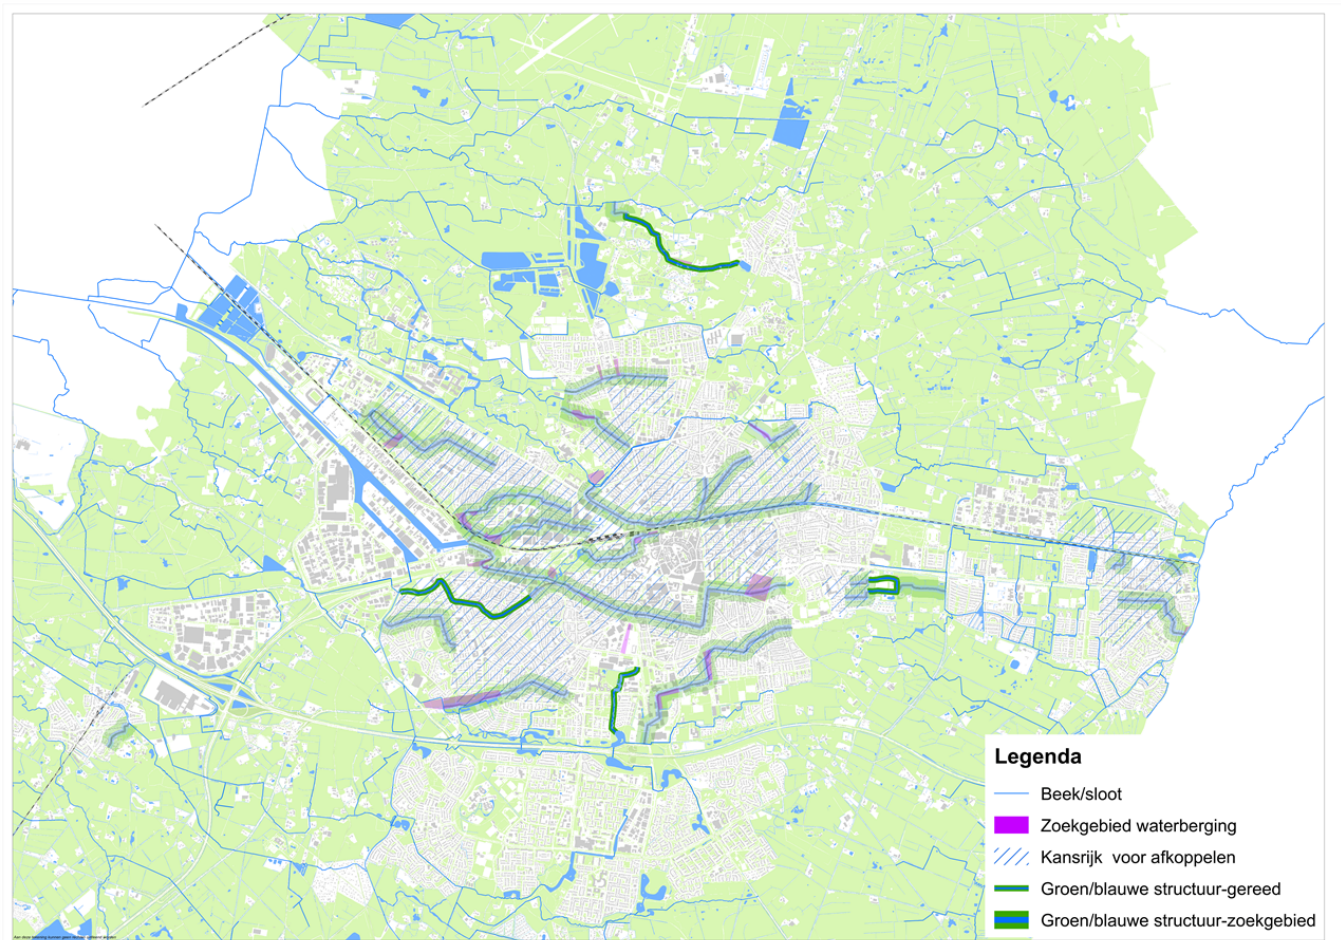 Legenda
Beek/sloot
Zoekgebied waterberging
Kansrijk voor afkoppelen
Groen/blauwe structuur-gereed
Groen/blauwe structuur-zoekgebied